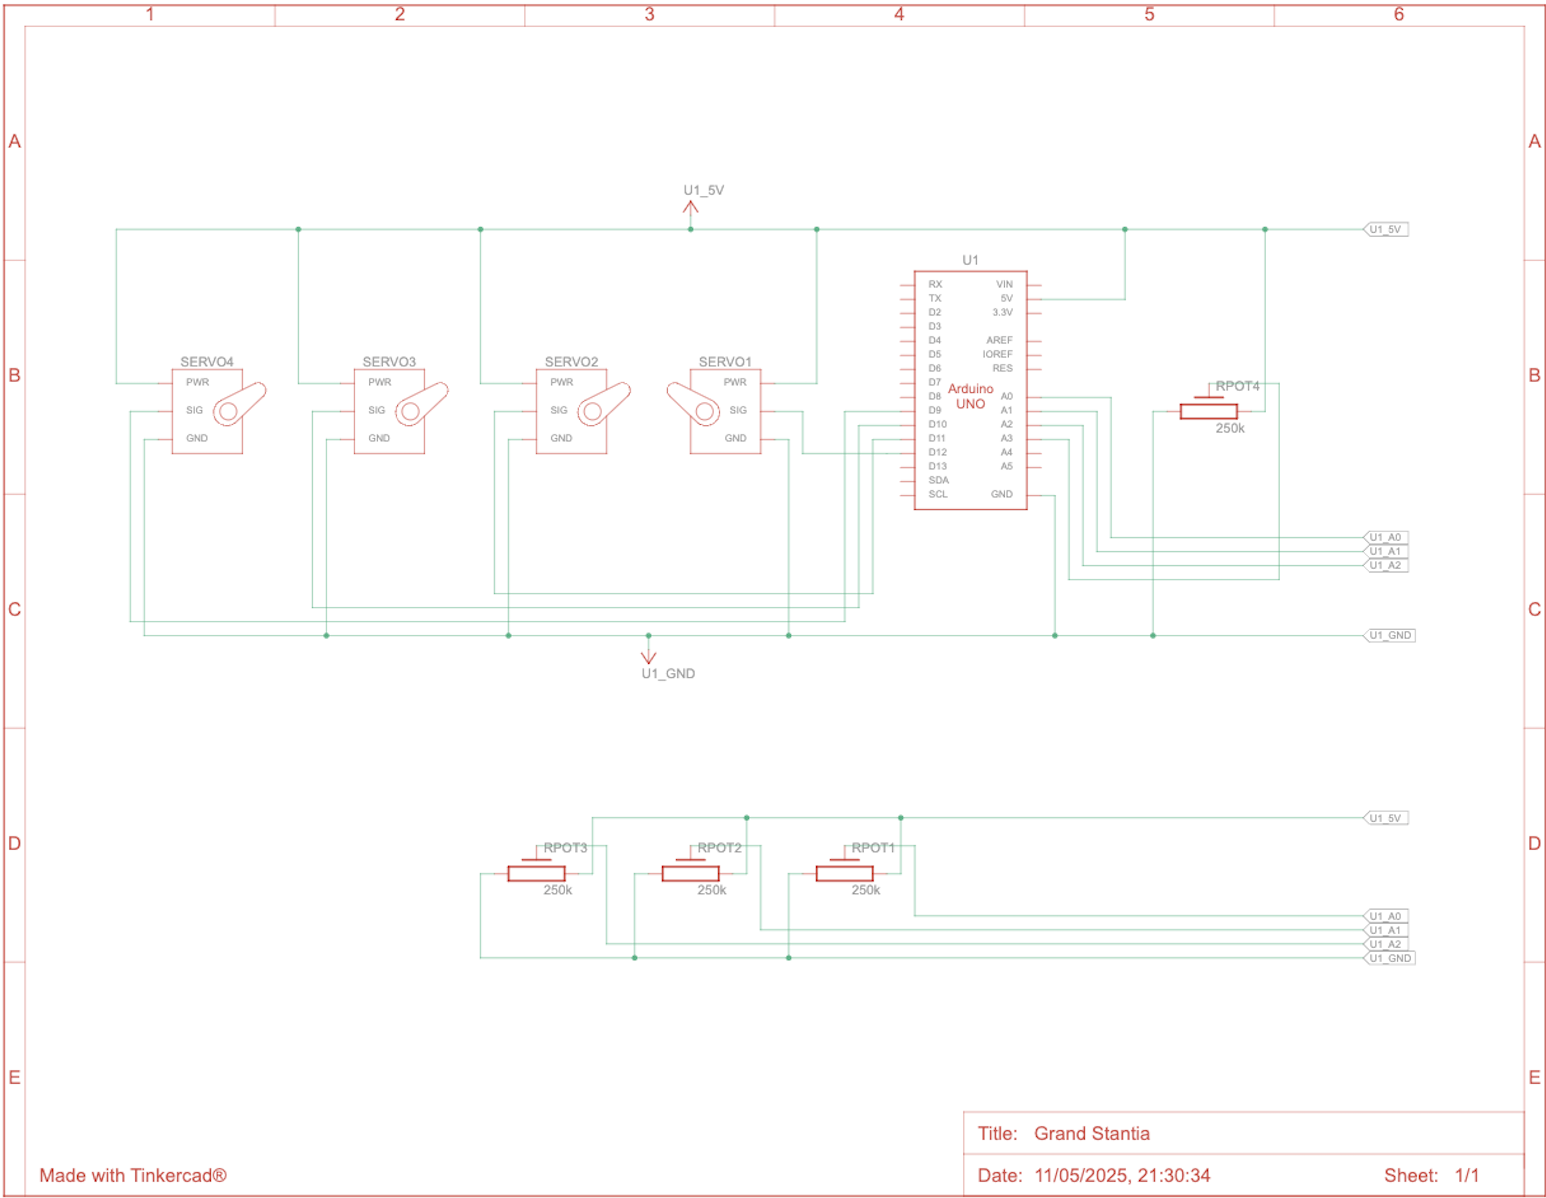 1 2 3 4 5 6
A A
U1_5V
U1_5V
U1
RX VIN
TX 5V
D2 3.3V
D3
D4 AREF
D5 IOREF
D6 RES
D7
D8 A0
D9 A1
D10 A2
D11 A3
D12 A4
D13 A5
SDA
SCL GND
Arduino
UNO
B B
SERVO4 SERVO3 SERVO2 SERVO1
PWR PWR PWR PWR
SIG SIG SIG SIG
GND GND GND GND
RPOT4
250k
U1_A0
U1_A1
U1_A2
C C
U1_GND
U1_GND
U1_5V
D D
RPOT3 RPOT2 RPOT1
250k 250k 250k
U1_A0
U1_A1
U1_A2
U1_GND
E E
Title: Grand Stantia
Made with Tinkercad®
Date: 11/05/2025, 21:30:34 Sheet: 1/1